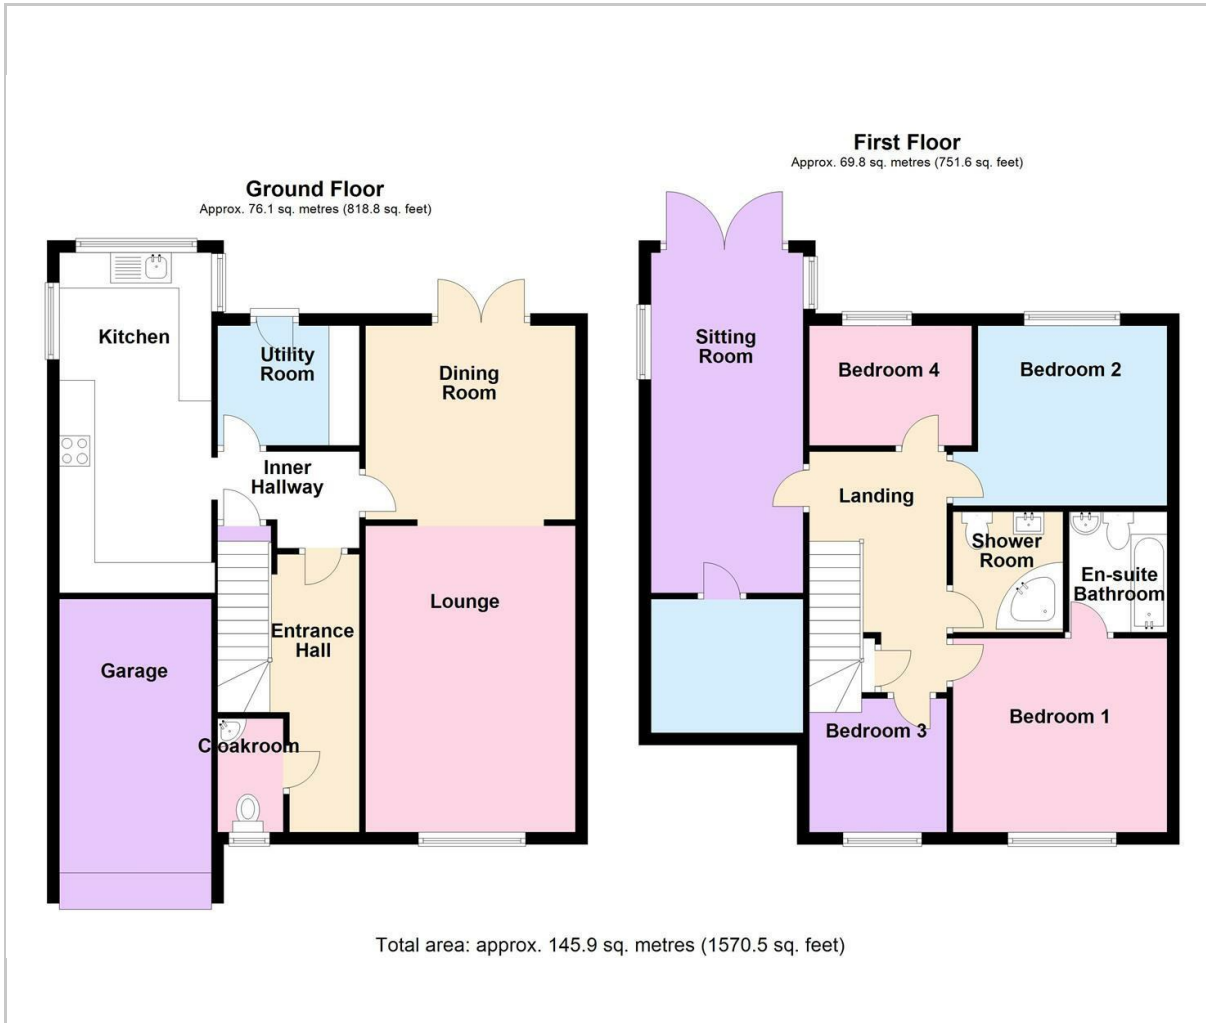 Ground Floor
Approx. 76.1 sq. metres (818.8 sq. feet)
Kitchen
Utility
Room
Dining
Room
Inner
Hallway
Lounge
Entrance
Hall
Garage
Cloakroom
First Floor
Approx. 69.8 sq. metres (751.6 sq. feet)
Sitting
Room
Bedroom 4
Bedroom 2
Landing
Shower
Room
En-suite
Bathroom
Bedroom 1
Bedroom 3
Total area: approx. 145.9 sq. metres (1570.5 sq. feet)